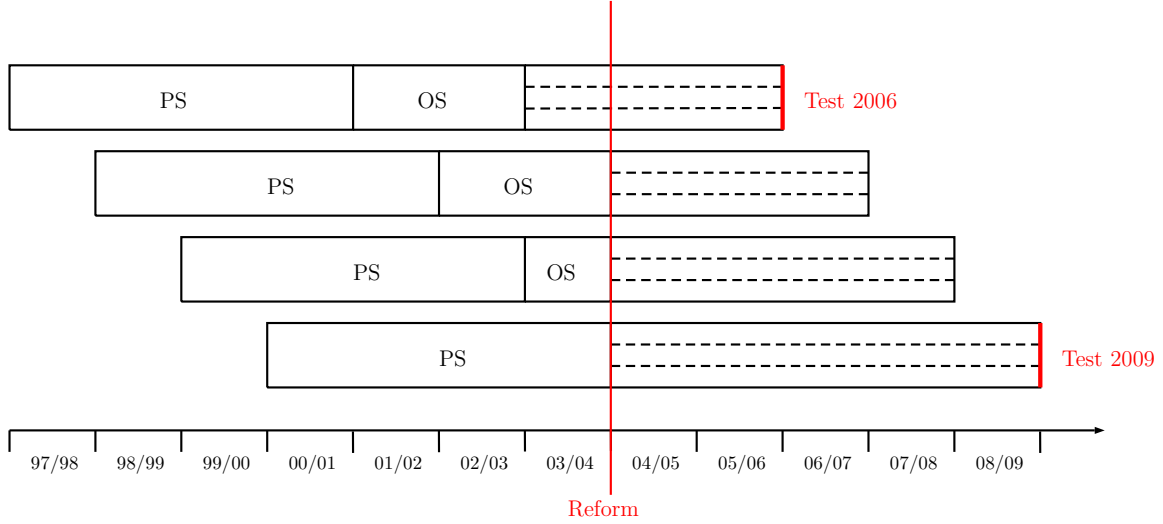 PS OS Test 2006
PS OS
PS OS
PS Test 2009
97/98 98/99 99/00 00/01 01/02 02/03 03/04 04/05 05/06 06/07 07/08 08/09
Reform